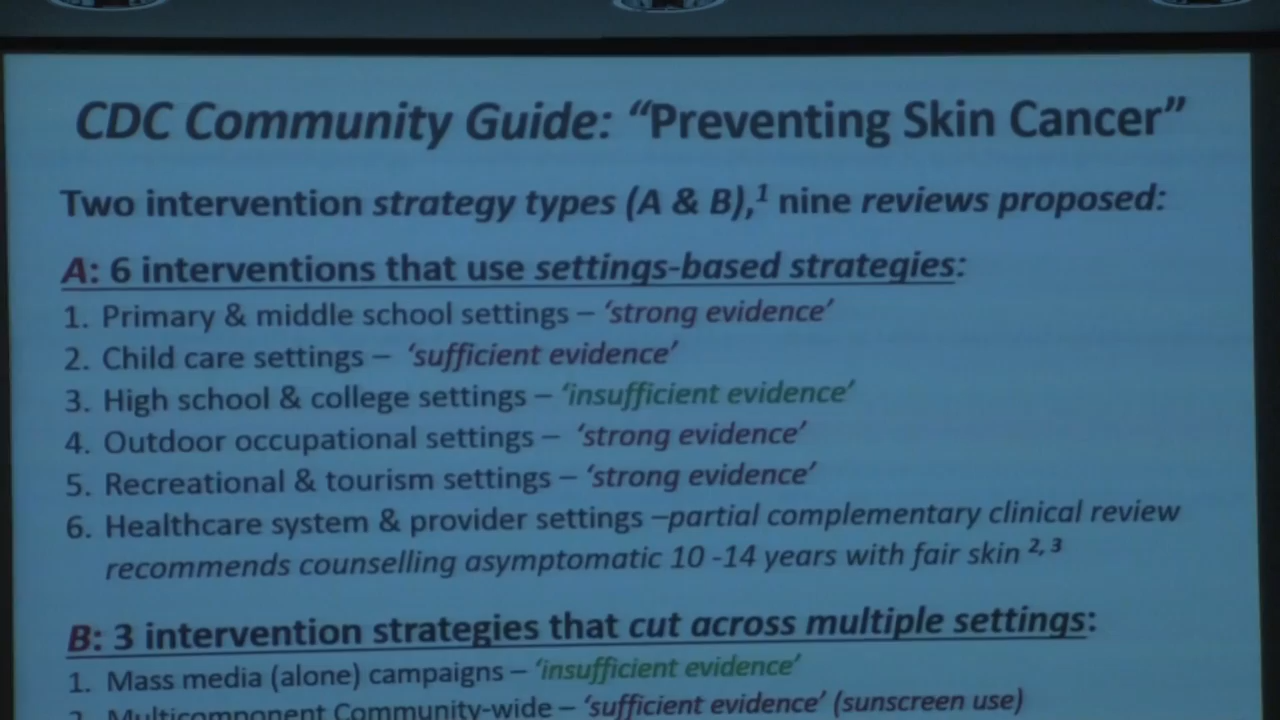 CDC Community Guide: “Preventing Skin Cancer”
Two intervention strategy types (A & B),1 nine reviews proposed:
A: 6 interventions that use settings-based strategies:
1. Primary & middle school settings – ‘strong evidence’
2. Child care settings – ‘sufficient evidence’
3. High school & college settings – ‘insufficient evidence’
4. Outdoor occupational settings – ‘strong evidence’
5. Recreational & tourism settings – ‘strong evidence’
6. Healthcare system & provider settings –partial complementary clinical review
recommends counselling asymptomatic 10 -14 years with fair skin 2, 3
B: 3 intervention strategies that cut across multiple settings:
1. Mass media (alone) campaigns – ‘insufficient evidence’
2. Multicomponent Community-wide – ‘sufficient evidence’ (sunscreen use)